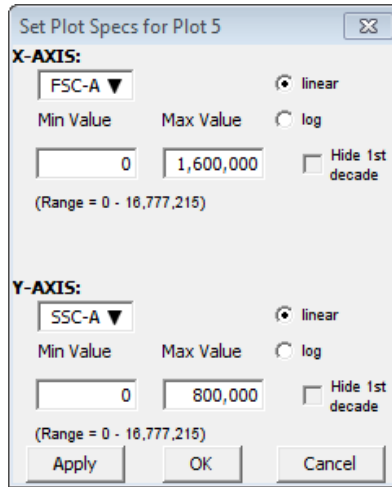 Set Plot Specs for Plot 5
X-AXIS:
FSC-A ▼
linear
Min Value Max Value log
0 1,600,000 Hide 1st
decade
(Range = 0 - 16,777,215)
Y-AXIS:
SSC-A ▼
linear
Min Value Max Value log
0 800,000 Hide 1st
decade
(Range = 0 - 16,777,215)
Apply OK Cancel